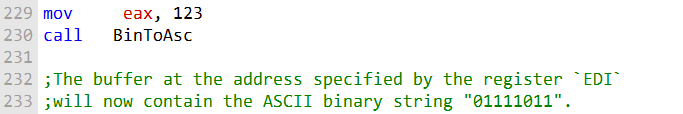 229 mov     eax, 123
230 call    BinToAsc
231
232 ;The buffer at the address specified by the register `EDI`
233 ;will now contain the ASCII binary string "01111011".